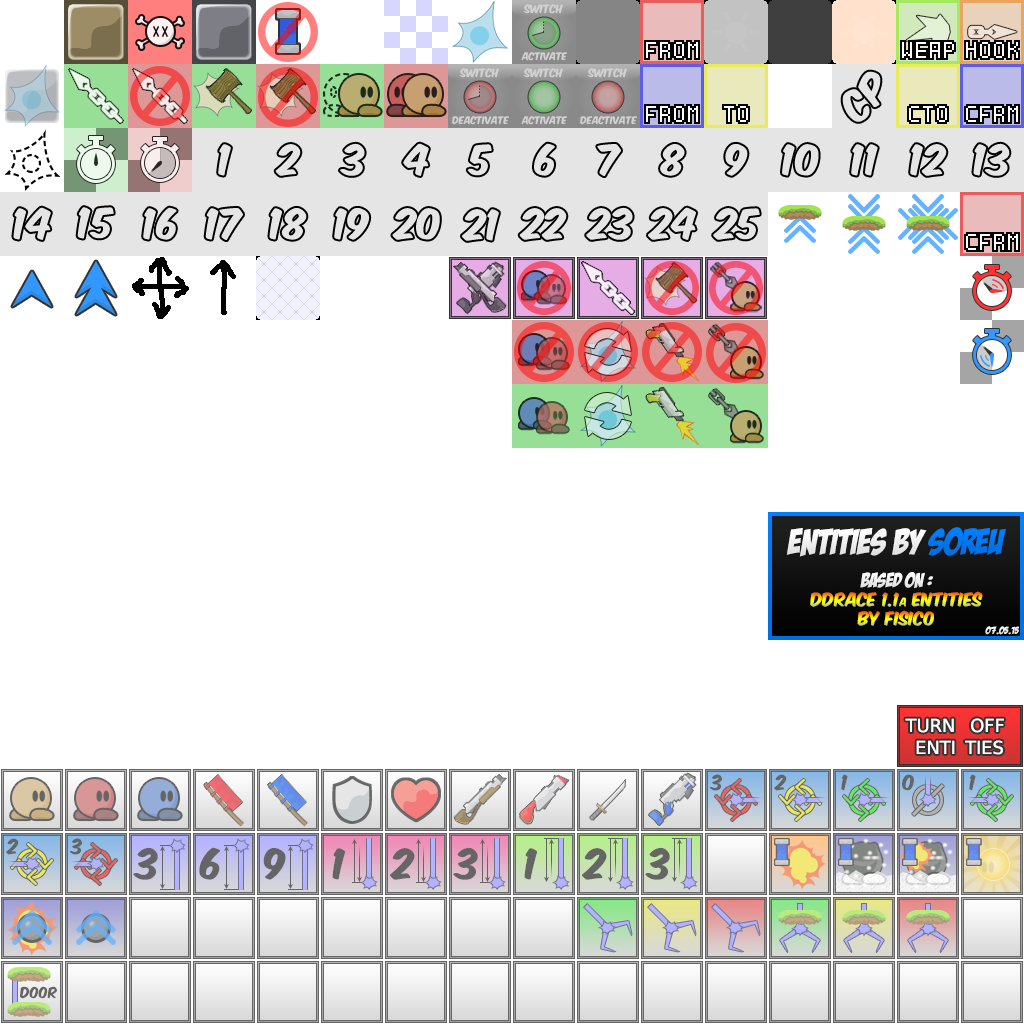 SWITCH
ACTIVATE
FROM
WEAP
HOOK
SWITCH
DEACTIVATE
SWITCH
ACTIVATE
SWITCH
DEACTIVATE
FROM
TO
CP
CTO
CFRM
1 2 3 4 5 6 7 8 9 10 11 12 13
14 15 16 17 18 19 20 21 22 23 24 25
CFRM
ENTITIES BY SOREU
BASED ON :
DDRACE 1.1A ENTITIES
BY FISICO
07.05.15
TURN OFF
ENTI TIES
3 2 1 0 1
2 3 3 6 9 1 2 3 1 2 3
DOOR